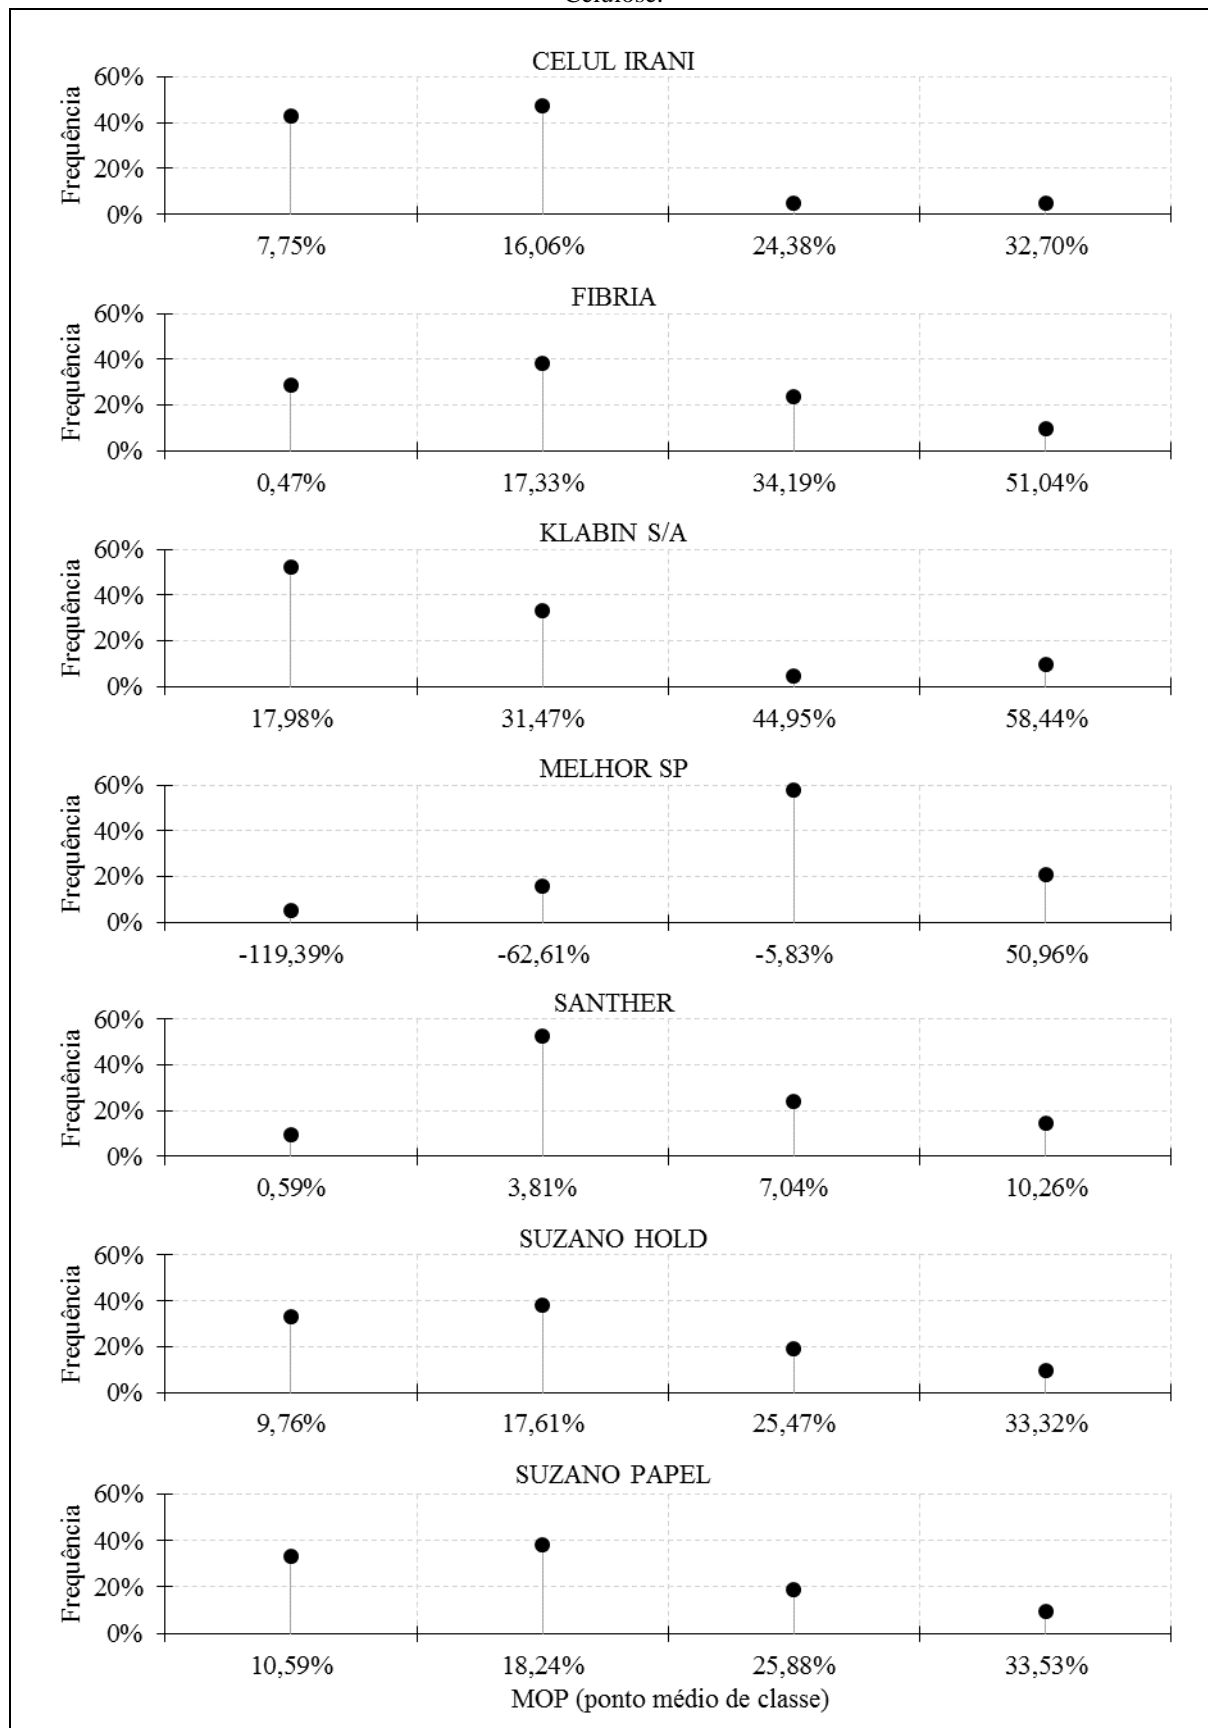 Celulose.
CELUL IRANI
Frequência
60%
40%
20%
0%
7,75% 16,06% 24,38% 32,70%
FIBRIA
Frequência
60%
40%
20%
0%
0,47% 17,33% 34,19% 51,04%
KLABIN S/A
Frequência
60%
40%
20%
0%
17,98% 31,47% 44,95% 58,44%
MELHOR SP
Frequência
60%
40%
20%
0%
-119,39% -62,61% -5,83% 50,96%
SANTHER
Frequência
60%
40%
20%
0%
0,59% 3,81% 7,04% 10,26%
SUZANO HOLD
Frequência
60%
40%
20%
0%
9,76% 17,61% 25,47% 33,32%
SUZANO PAPEL
Frequência
60%
40%
20%
0%
10,59% 18,24% 25,88% 33,53%
MOP (ponto médio de classe)